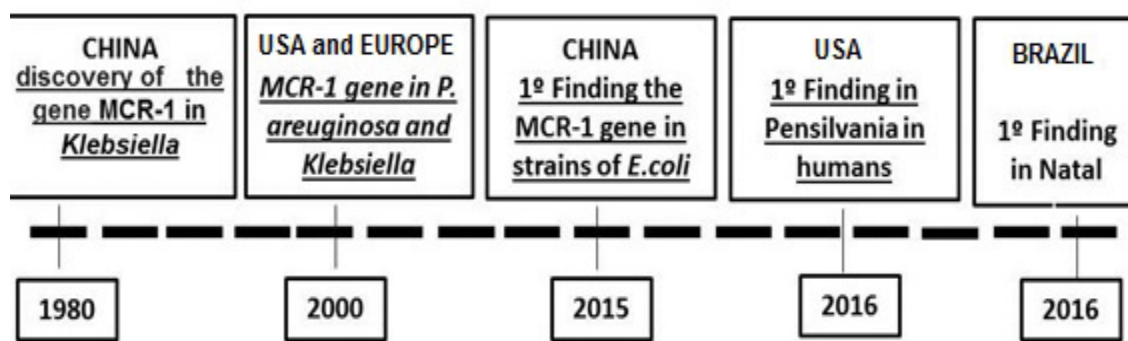 CHINA
discovery of the
gene MCR-1 in
Klebsiella
USA and EUROPE
MCR-1 gene in P.
areuginosa and
Klebsiella
CHINA
1º Finding the
MCR-1 gene in
strains of E.coli
USA
1º Finding in
Pensilvania in
humans
BRAZIL
1º Finding
in Natal
1980
2000
2015
2016
2016